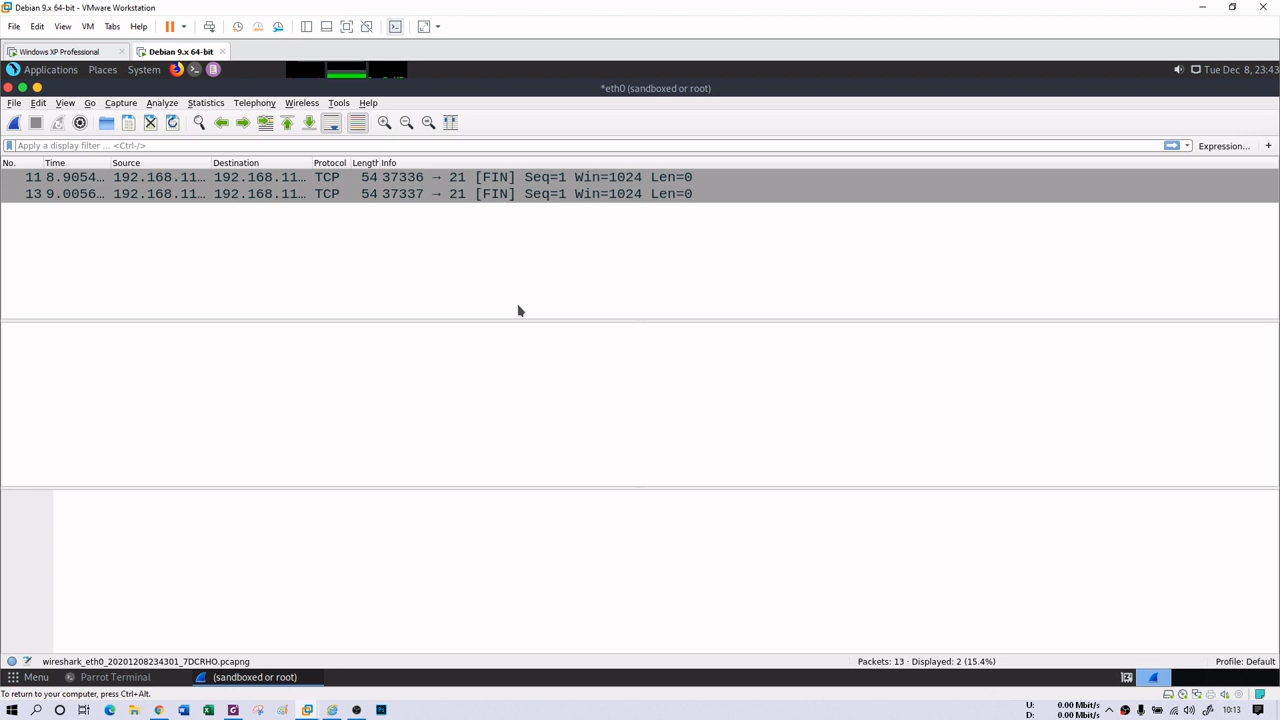 Debian 9.x 64-bit - VMware Workstation
File Edit View VM Tabs Help
Windows XP Professional Debian 9.x 64-bit
Applications Places System Tue Dec 8, 23:43
*eth0 (sandboxed or root)
File Edit View Go Capture Analyze Statistics Telephony Wireless Tools Help
Apply a display filter ... <Ctrl-/> Expression... +
No. Time Source Destination Protocol Length Info
11 8.9054… 192.168.11… 192.168.11… TCP 54 37336 → 21 [FIN] Seq=1 Win=1024 Len=0
13 9.0056… 192.168.11… 192.168.11… TCP 54 37337 → 21 [FIN] Seq=1 Win=1024 Len=0
wireshark_eth0_20201208234301_7DCRHO.pcapng Packets: 13 · Displayed: 2 (15.4%) Profile: Default
Menu Parrot Terminal (sandboxed or root)
To return to your computer, press Ctrl+Alt.
U: 0.00 Mbit/s
D: 0.00 Mbit/s
10:13